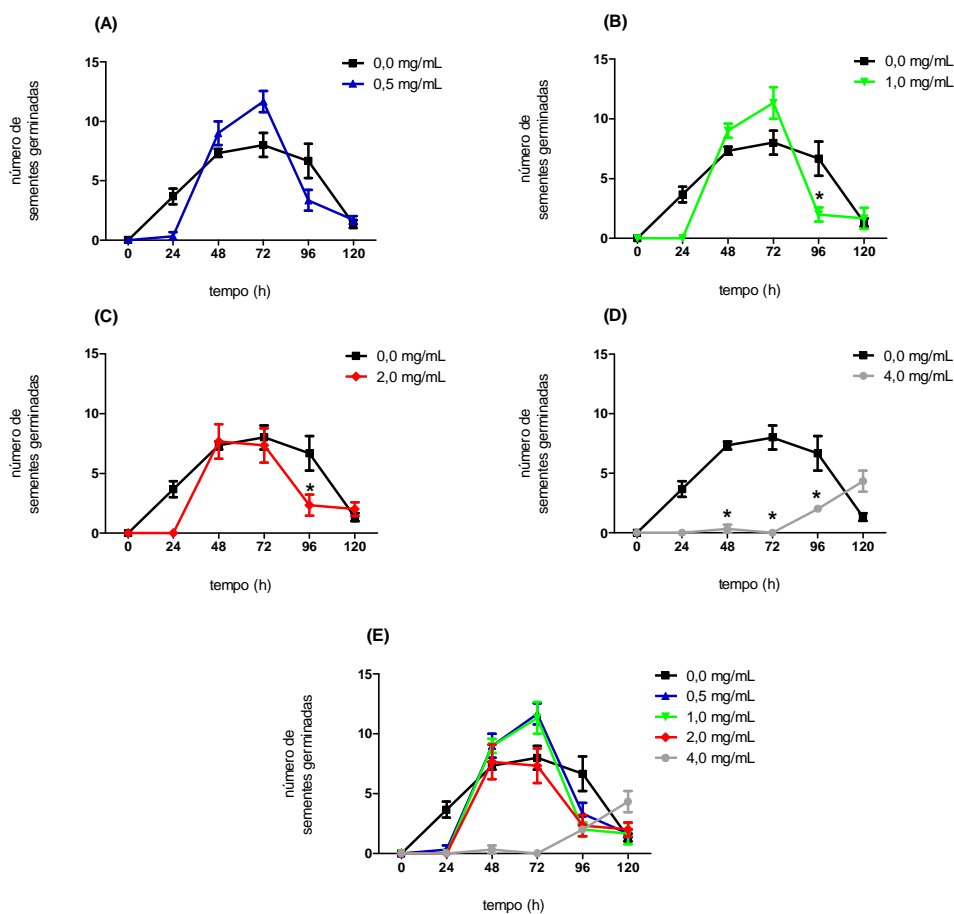 (A)
0,0 mg/mL
0,5 mg/mL
número de
sementes germinadas
15
10
5
0
0 24 48 72 96 120
tempo (h)
(B)
0,0 mg/mL
1,0 mg/mL
número de
sementes germinadas
15
10
5
0
*
0 24 48 72 96 120
tempo (h)
(C)
0,0 mg/mL
2,0 mg/mL
número de
sementes germinadas
15
10
5
0
*
0 24 48 72 96 120
tempo (h)
(D)
0,0 mg/mL
4,0 mg/mL
número de
sementes germinadas
15
10
5
0
* * *
0 24 48 72 96 120
tempo (h)
(E)
0,0 mg/mL
0,5 mg/mL
1,0 mg/mL
2,0 mg/mL
4,0 mg/mL
número de
sementes germinadas
15
10
5
0
0 24 48 72 96 120
tempo (h)